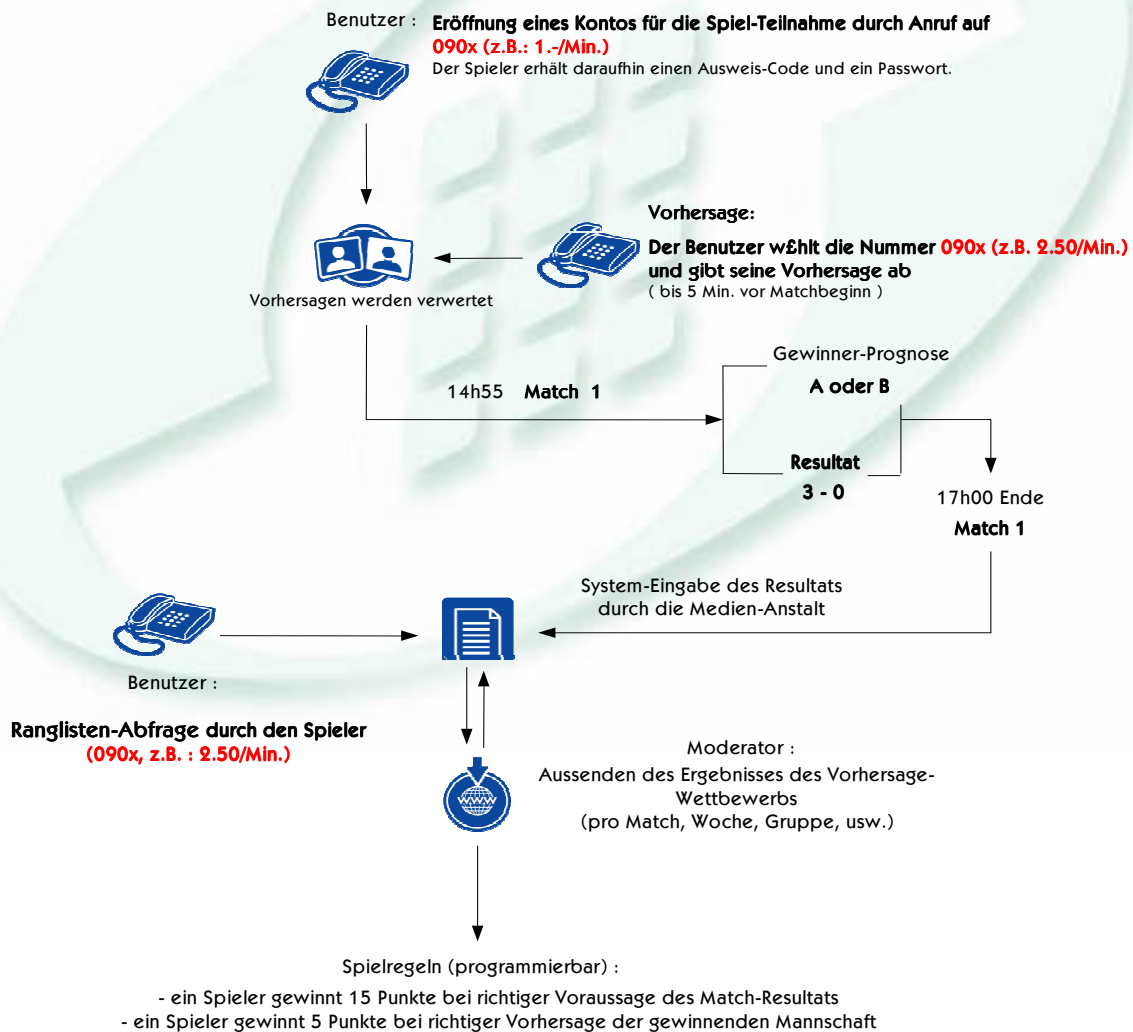 Benutzer : Eröffnung eines Kontos für die Spiel-Teilnahme durch Anruf auf
090x (z.B.: 1.-/Min.)
Der Spieler erhält daraufhin einen Ausweis-Code und ein Passwort.
Vorhersage:
Der Benutzer w£hlt die Nummer 090x (z.B. 2.50/Min.)
und gibt seine Vorhersage ab
( bis 5 Min. vor Matchbeginn )
Vorhersagen werden verwertet
Gewinner-Prognose
14h55 Match 1
A oder B
Resultat
3 - 0
17h00 Ende
Match 1
System-Eingabe des Resultats
durch die Medien-Anstalt
Benutzer :
Ranglisten-Abfrage durch den Spieler
(090x, z.B. : 2.50/Min.)
Moderator :
Aussenden des Ergebnisses des Vorhersage-
Wettbewerbs
(pro Match, Woche, Gruppe, usw.)
WWW
Spielregeln (programmierbar) :
- ein Spieler gewinnt 15 Punkte bei richtiger Voraussage des Match-Resultats
- ein Spieler gewinnt 5 Punkte bei richtiger Vorhersage der gewinnenden Mannschaft